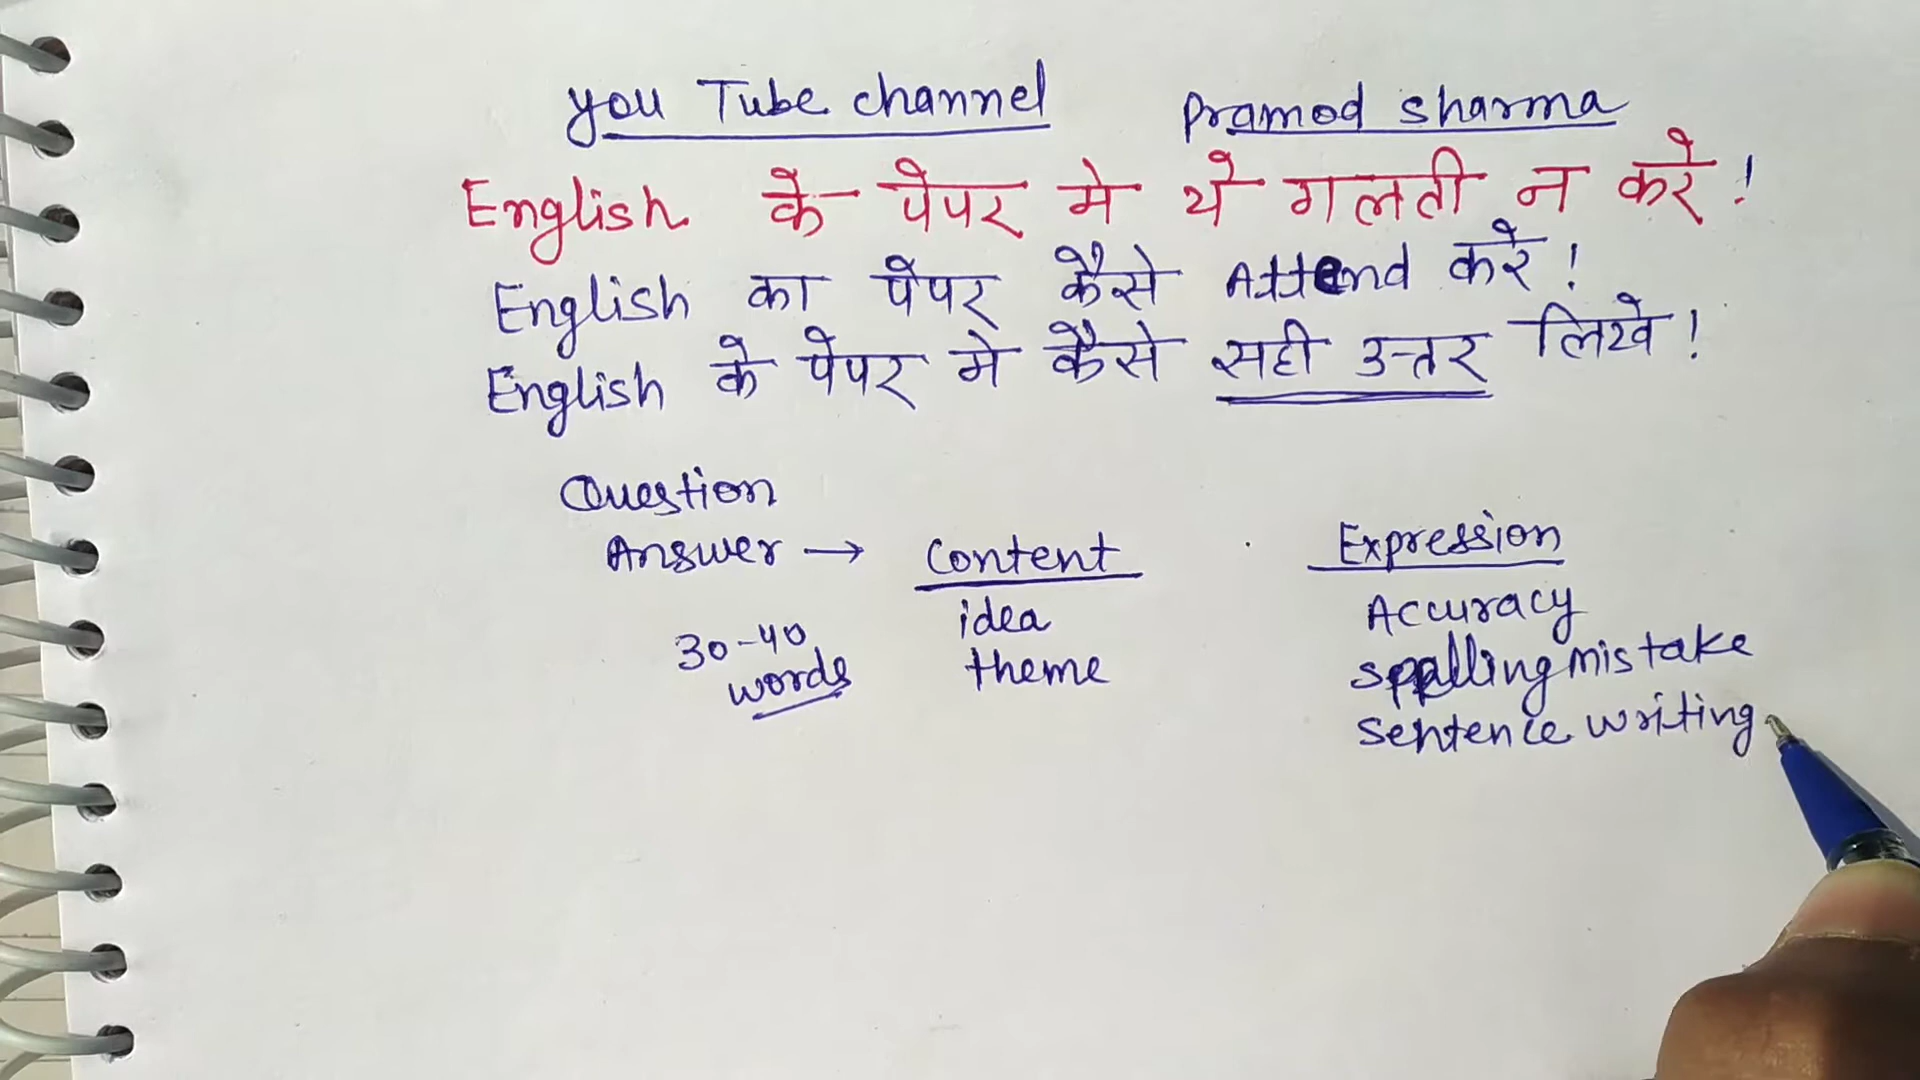 you Tube channel Pramod sharma
English के पेपर मे ये गलती न करे !
English का पेपर कैसे Attend करे !
English के पेपर मे कैसे सही उत्तर लिखे !
Question
Answer → Content Expression
idea Accuracy
30-40 words theme spelling mistake
sentence writing